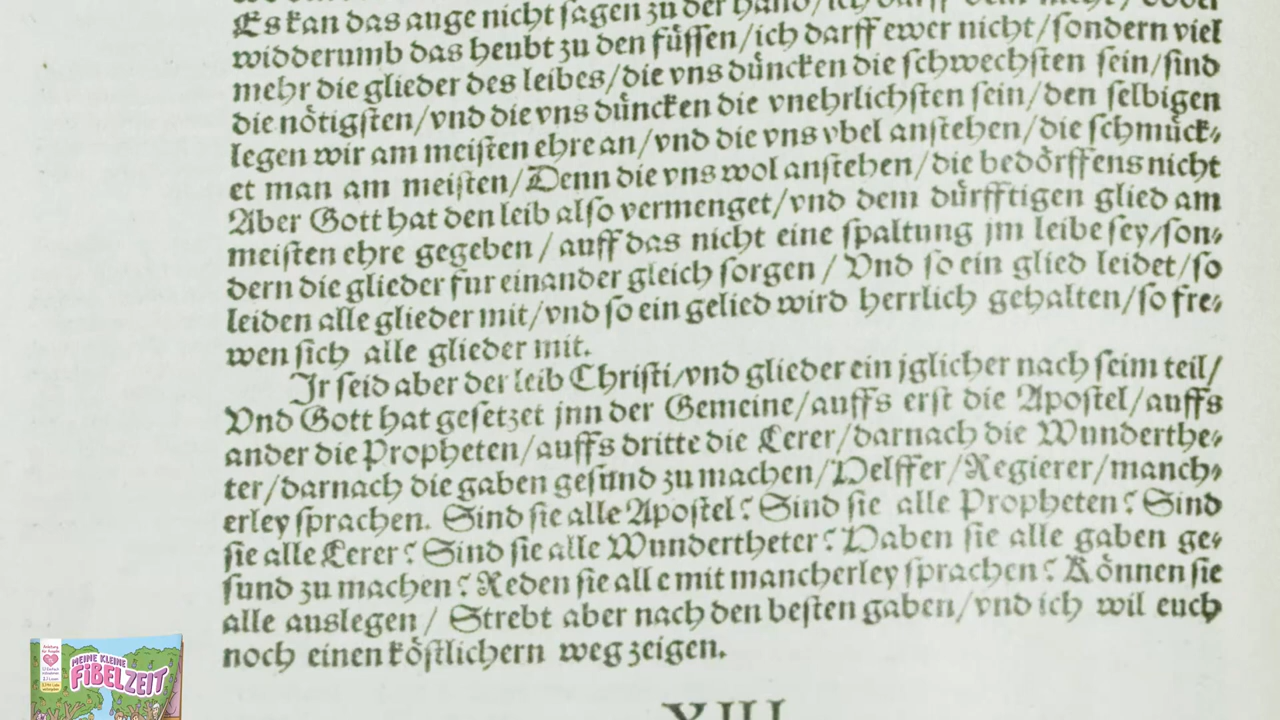 Es kan das auge nicht sagen zu der hand/ich darff dein nicht/odder
widderumb das heubt zu den füssen/ich darff ewer nicht/sondern viel
mehr die glieder des leibes/die vns düncken die schwechsten sein/sind
die nötigsten/vnd die vns düncken die vnehrlichsten sein/den selbigen
legen wir am meisten ehre an/vnd die vns vbel anstehen/die schmück-
et man am meisten/Denn die vns wol anstehen/die bedörffens nicht
Aber Gott hat den leib also vermenget/vnd dem dürfftigen glied am
meisten ehre gegeben/auff das nicht eine spaltung jm leibe sey/son-
dern die glieder fur einander gleich sorgen/Vnd so ein glied leidet/so
leiden alle glieder mit/vnd so ein gelied wird herrlich gehalten/so fre-
wen sich alle glieder mit.
Jr seid aber der leib Christi/vnd glieder ein jglicher nach seim teil/
Vnd Gott hat gesetzet jnn der Gemeine/auffs erst die Apostel/auffs
ander die Propheten/auffs dritte die Lerer/darnach die Wunderthe-
ter/darnach die gaben gesund zu machen/Helffer/Regierer/manch-
erley sprachen. Sind sie alle Apostel? Sind sie alle Propheten? Sind
sie alle Lerer? Sind sie alle Wundertheter? Haben sie alle gaben ge-
sund zu machen? Reden sie alle mit mancherley sprachen? Können sie
alle auslegen/ Strebt aber nach den besten gaben/vnd ich wil euch
noch einen köstlichern weg zeigen.
XIII
MEINE KLEINE
FIBELZEIT